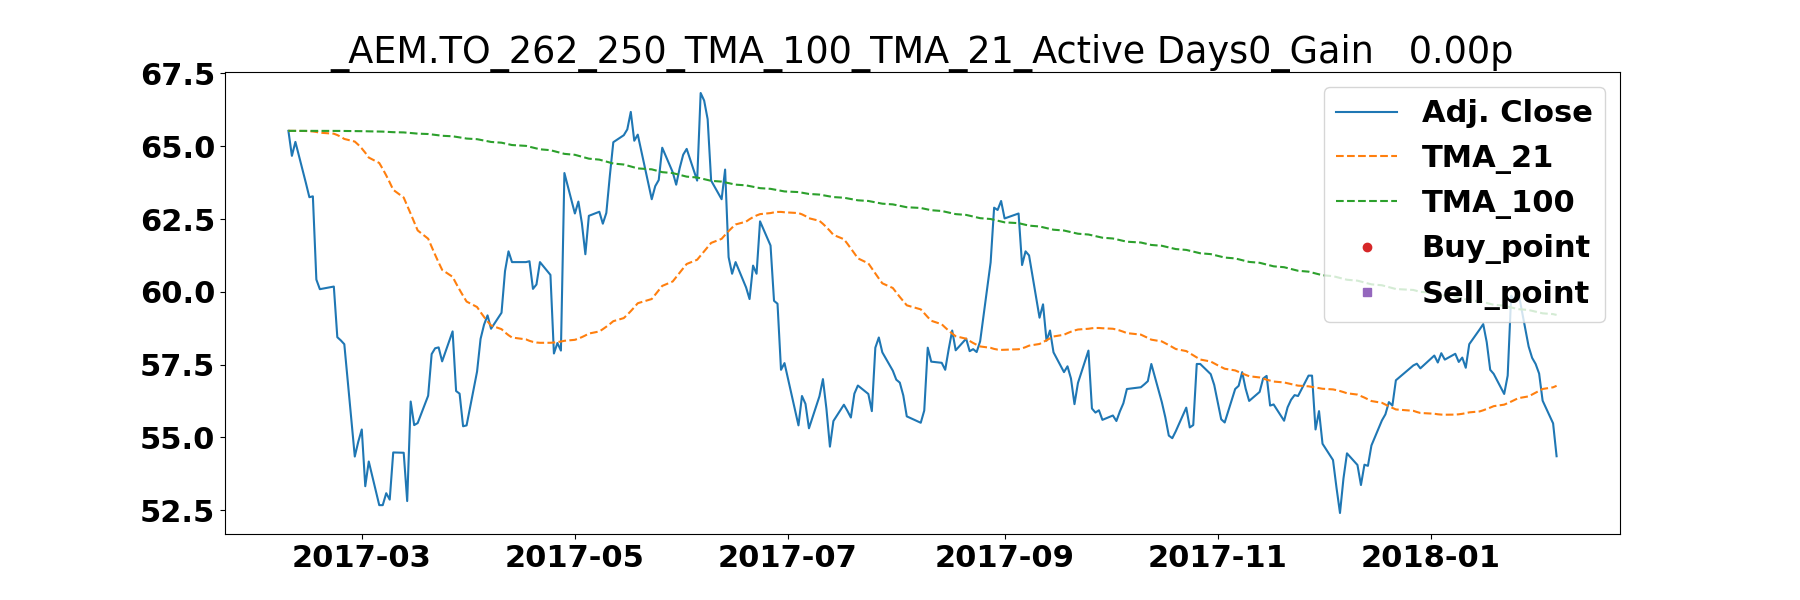 _AEM.TO_262_250_TMA_100_TMA_21_Active Days0_Gain   0.00p
67.5
65.0
62.5
60.0
57.5
55.0
52.5
Adj. Close
TMA_21
TMA_100
Buy_point
Sell_point
2017-03 2017-05 2017-07 2017-09 2017-11 2018-01